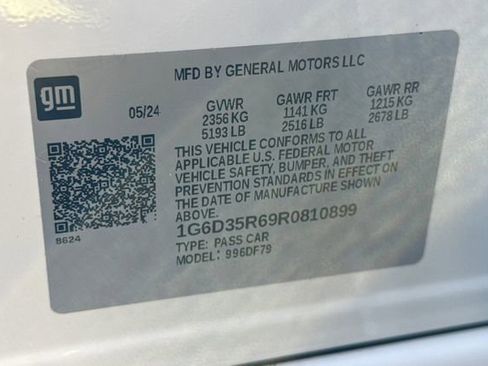 gm
MFD BY GENERAL MOTORS LLC
05/24 GVWR GAWR FRT GAWR RR
2356 KG 1141 KG 1215 KG
5193 LB 2516 LB 2678 LB
THIS VEHICLE CONFORMS TO ALL
APPLICABLE U.S. FEDERAL MOTOR
VEHICLE SAFETY, BUMPER, AND THEFT
PREVENTION STANDARDS IN EFFECT ON
THE DATE OF MANUFACTURE SHOWN
ABOVE.
8624
1G6D35R69R0810899
TYPE: PASS CAR
MODEL: 996DF79